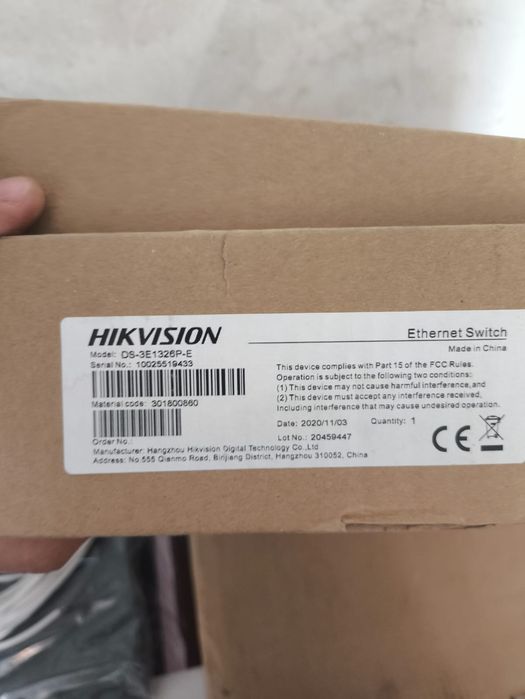 HIKVISION
Ethernet Switch
Made in China
Model: DS-3E1326P-E
Serial No.: 10025519433
Material code: 301800860
Order No.:
Manufacturer: Hangzhou Hikvision Digital Technology Co.,Ltd
Address: No.555 Qianmo Road, Binjiang District, Hangzhou 310052, China
This device complies with Part 15 of the FCC Rules.
Operation is subject to the following two conditions:
(1) This device may not cause harmful interference, and
(2) This device must accept any interference received,
including interference that may cause undesired operation.
Date: 2020/11/03 Quantity: 1
Lot No.: 20459447
CE